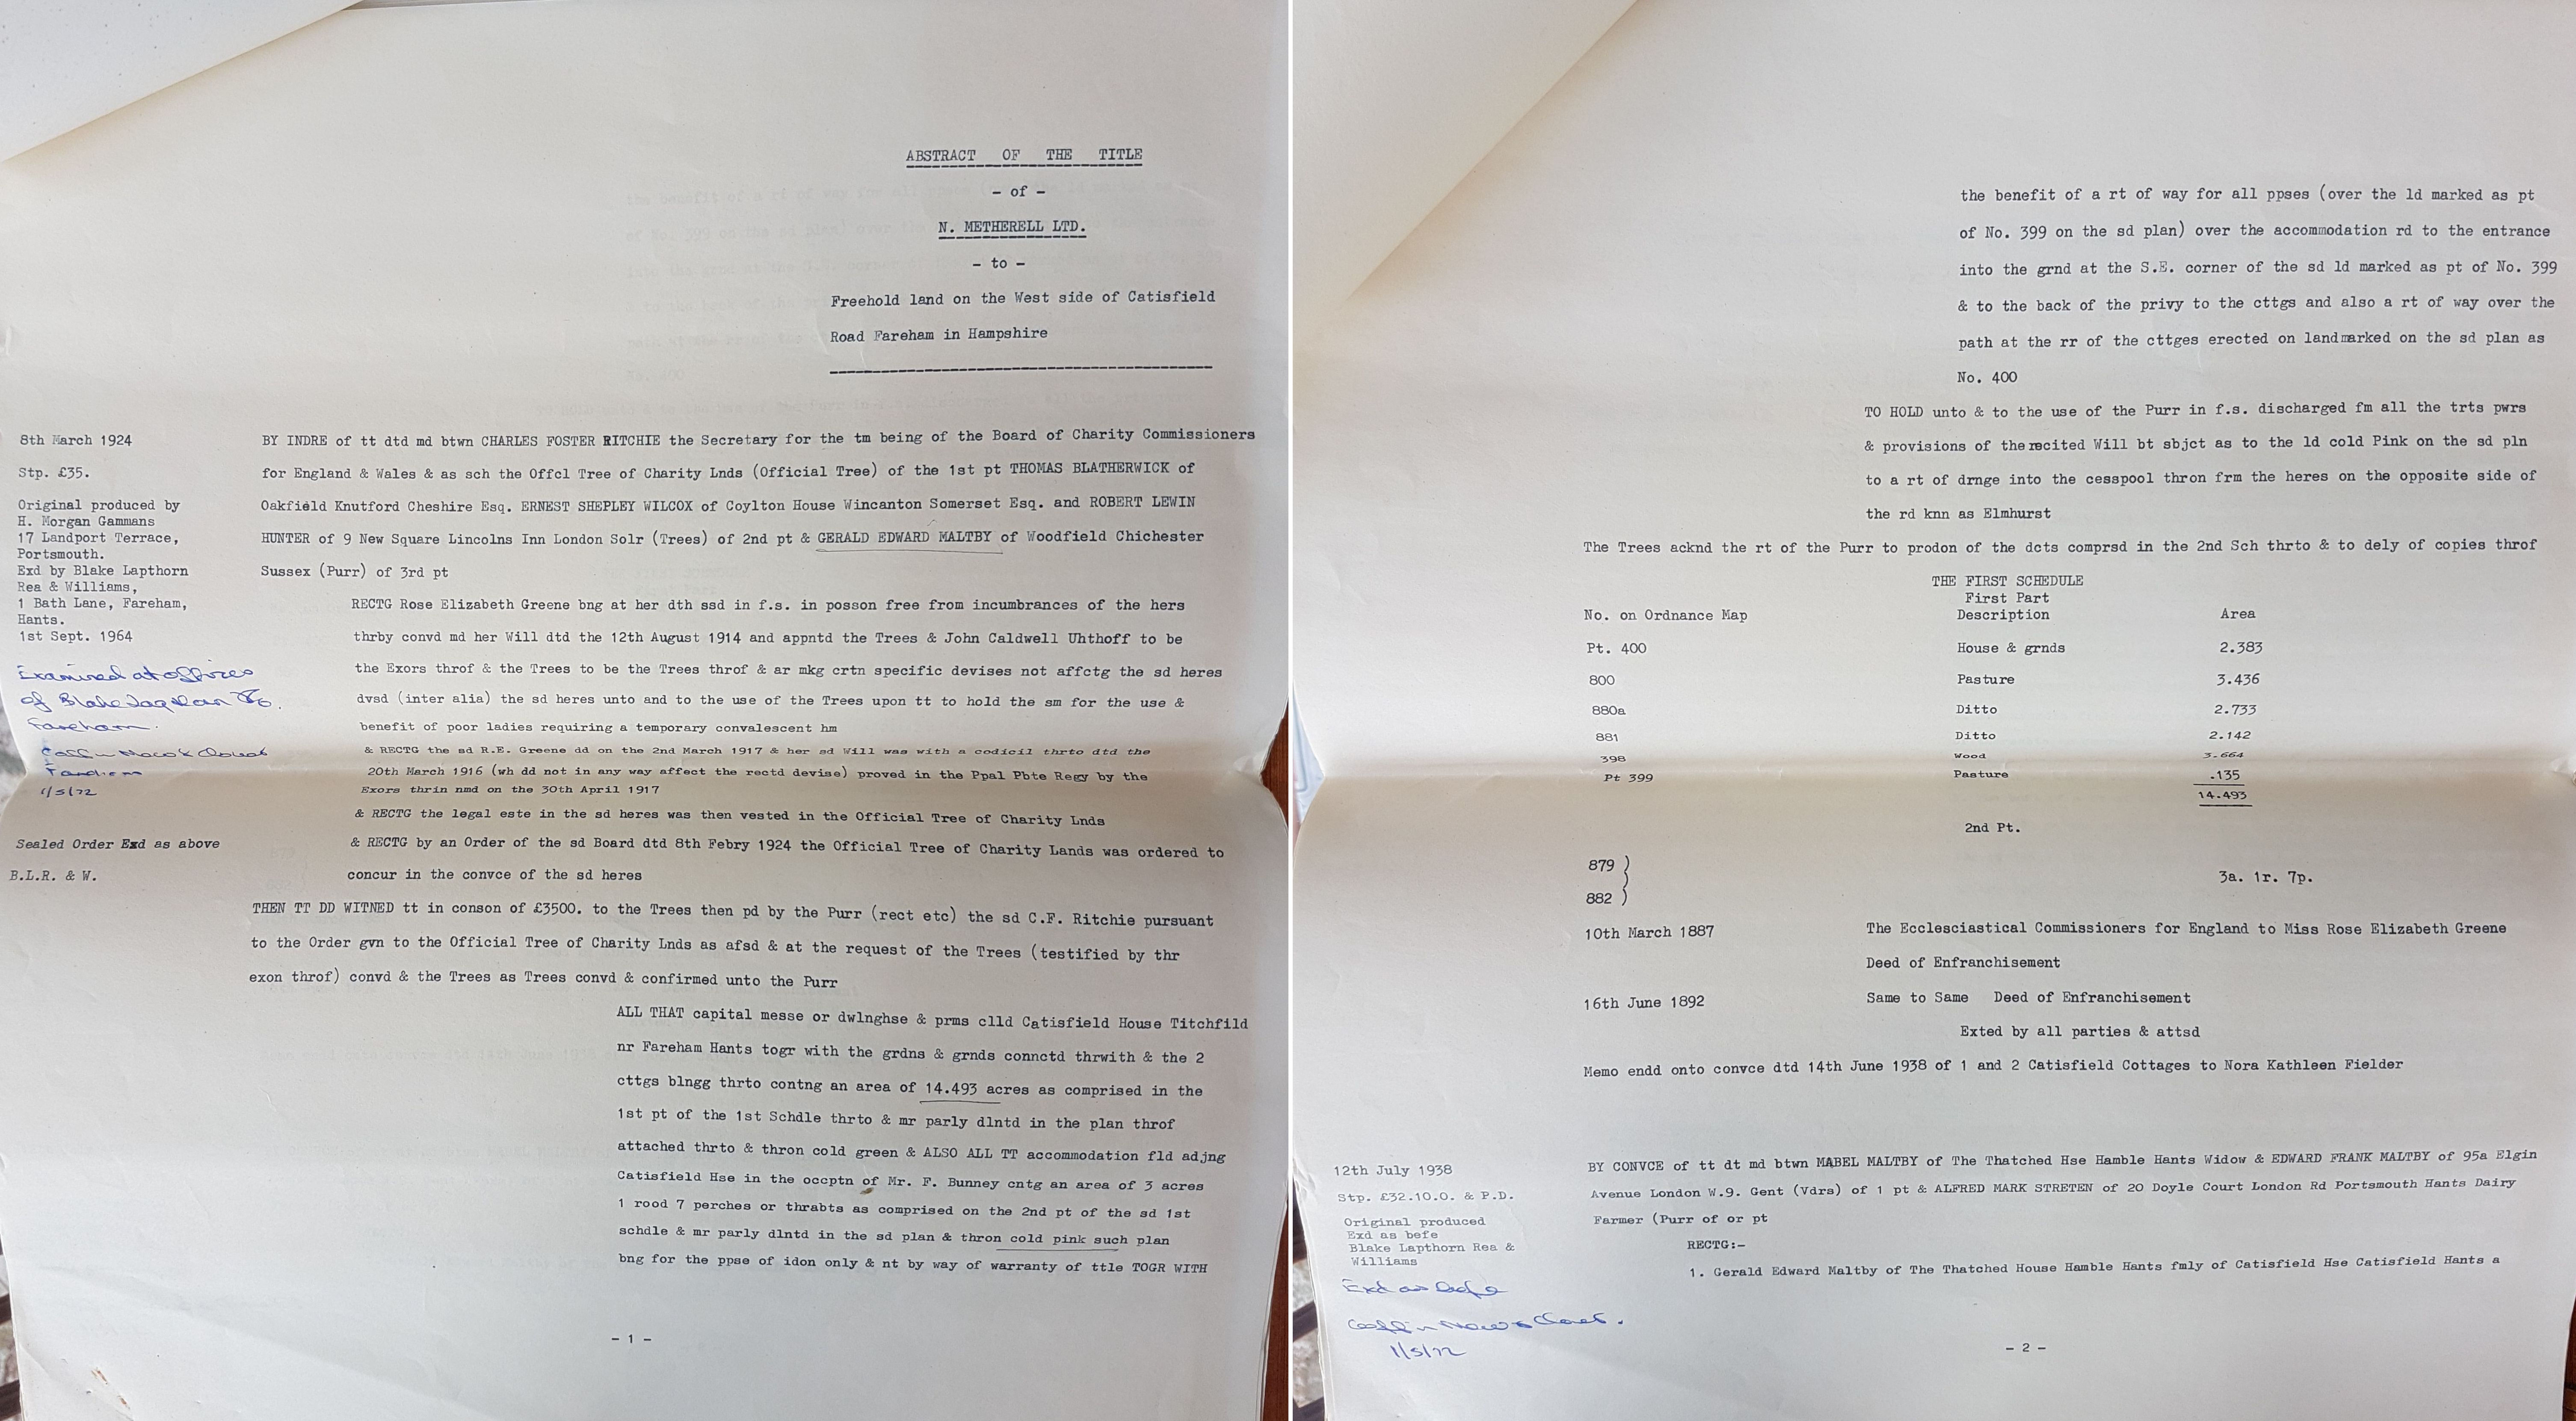 ABSTRACT OF THE TITLE
- of -
N. METHERELL LTD.
- to -
Freehold land on the West side of Catisfield
Road Fareham in Hampshire
8th March 1924
Stp. £35.
Original produced by
H. Morgan Gammans
17 Landport Terrace,
Portsmouth.
Exd by Blake Lapthorn
Rea & Williams,
1 Bath Lane, Fareham,
Hants.
1st Sept. 1964
Examined at offices
of Blake
Fareham.
1/5/72
Sealed Order Exd as above
B.L.R. & W.
BY INDRE of tt dtd md btwn CHARLES FOSTER RITCHIE the Secretary for the tm being of the Board of Charity Commissioners
for England & Wales & as sch the Offcl Tree of Charity Lnds (Official Tree) of the 1st pt THOMAS BLATHERWICK of
Oakfield Knutford Cheshire Esq. ERNEST SHEPLEY WILCOX of Coylton House Wincanton Somerset Esq. and ROBERT LEWIN
HUNTER of 9 New Square Lincolns Inn London Solr (Trees) of 2nd pt & GERALD EDWARD MALTBY of Woodfield Chichester
Sussex (Purr) of 3rd pt
RECTG Rose Elizabeth Greene bng at her dth ssd in f.s. in posson free from incumbrances of the hers
thrby convd md her Will dtd the 12th August 1914 and appntd the Trees & John Caldwell Uhthoff to be
the Exors throf & the Trees to be the Trees throf & ar mkg crtn specific devises not affctg the sd heres
dvsd (inter alia) the sd heres unto and to the use of the Trees upon tt to hold the sm for the use &
benefit of poor ladies requiring a temporary convalescent hm
& RECTG the sd R.E. Greene dd on the 2nd March 1917 & her sd Will was with a codicil thrto dtd the
20th March 1916 (wh dd not in any way affect the rectd devise) proved in the Ppal Pbte Regy by the
Exors thrin nmd on the 30th April 1917
& RECTG the legal este in the sd heres was then vested in the Official Tree of Charity Lnds
& RECTG by an Order of the sd Board dtd 8th Febry 1924 the Official Tree of Charity Lands was ordered to
concur in the convce of the sd heres
THEN TT DD WITNED tt in conson of £3500. to the Trees then pd by the Purr (rect etc) the sd C.F. Ritchie pursuant
to the Order gvn to the Official Tree of Charity Lnds as afsd & at the request of the Trees (testified by thr
exon throf) convd & the Trees as Trees convd & confirmed unto the Purr
ALL THAT capital messe or dwlnghse & prms clld Catisfield House Titchfild
nr Fareham Hants togr with the grdns & grnds connctd thrwith & the 2
cttgs blngg thrto contng an area of 14.493 acres as comprised in the
1st pt of the 1st Schdle thrto & mr parly dlntd in the plan throf
attached thrto & thron cold green & ALSO ALL TT accommodation fld adjng
Catisfield Hse in the occptn of Mr. F. Bunney cntg an area of 3 acres
1 rood 7 perches or thrabts as comprised on the 2nd pt of the sd 1st
schdle & mr parly dlntd in the sd plan & thron cold pink such plan
bng for the ppse of idon only & nt by way of warranty of ttle TOGR WITH
- 1 -
the benefit of a rt of way for all ppses (over the ld marked as pt
of No. 399 on the sd plan) over the accommodation rd to the entrance
into the grnd at the S.E. corner of the sd ld marked as pt of No. 399
& to the back of the privy to the cttgs and also a rt of way over the
path at the rr of the cttges erected on landmarked on the sd plan as
No. 400
TO HOLD unto & to the use of the Purr in f.s. discharged fm all the trts pwrs
& provisions of the recited Will bt sbjct as to the ld cold Pink on the sd pln
to a rt of drnge into the cesspool thron frm the heres on the opposite side of
the rd knn as Elmhurst
The Trees acknd the rt of the Purr to prodon of the dcts comprsd in the 2nd Sch thrto & to dely of copies throf
THE FIRST SCHEDULE
First Part
No. on Ordnance Map Description Area
Pt. 400 House & grnds 2.383
800 Pasture 3.436
880a Ditto 2.733
881 Ditto 2.142
398 Wood 3.664
Pt 399 Pasture .135
14.493
2nd Pt.
879 )
) 3a. 1r. 7p.
882 )
10th March 1887 The Ecclesciastical Commissioners for England to Miss Rose Elizabeth Greene
Deed of Enfranchisement
16th June 1892 Same to Same Deed of Enfranchisement
Exted by all parties & attsd
Memo endd onto convce dtd 14th June 1938 of 1 and 2 Catisfield Cottages to Nora Kathleen Fielder
12th July 1938
Stp. £32.10.0. & P.D.
Original produced
Exd as befe
Blake Lapthorn Rea &
Williams
Exd as befe
1/5/72
BY CONVCE of tt dt md btwn MABEL MALTBY of The Thatched Hse Hamble Hants Widow & EDWARD FRANK MALTBY of 95a Elgin
Avenue London W.9. Gent (Vdrs) of 1 pt & ALFRED MARK STRETEN of 20 Doyle Court London Rd Portsmouth Hants Dairy
Farmer (Purr of or pt
RECTG:-
1. Gerald Edward Maltby of The Thatched House Hamble Hants fmly of Catisfield Hse Catisfield Hants a
- 2 -